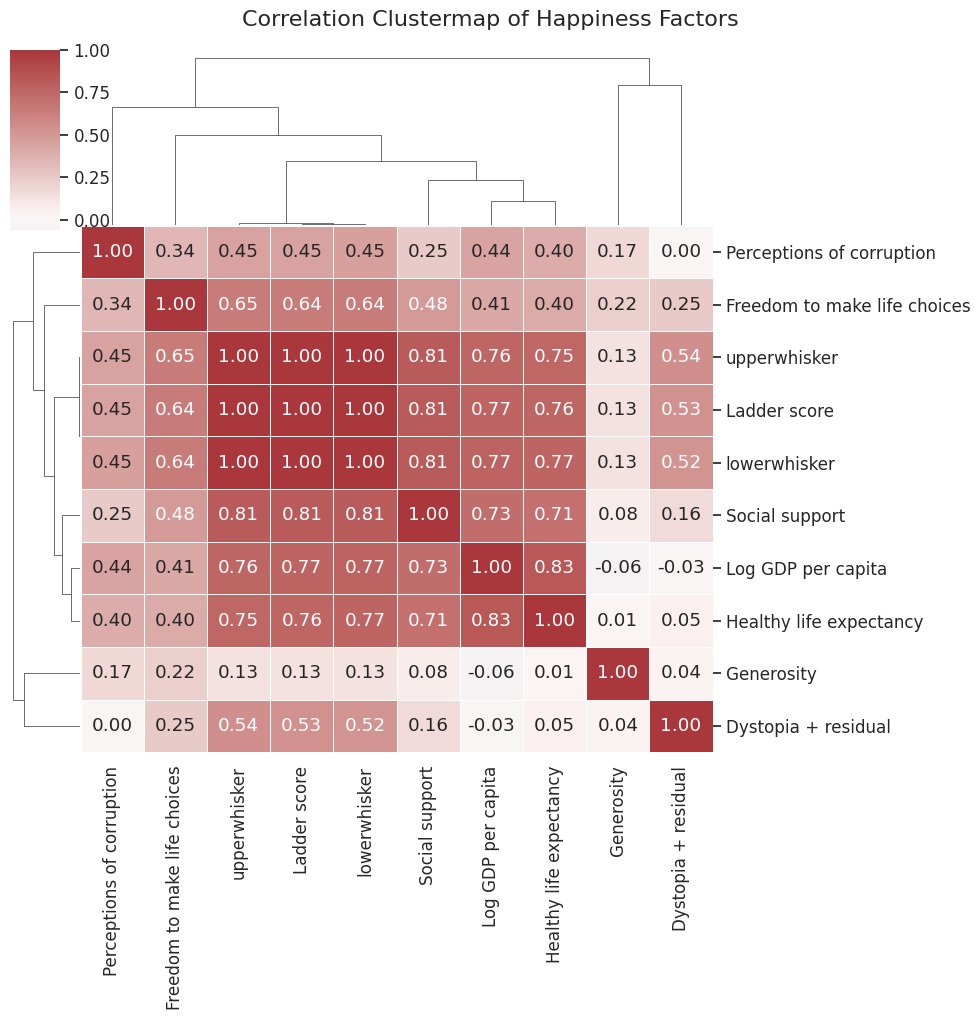 Correlation Clustermap of Happiness Factors
1.00
0.75
0.50
0.25
0.00
1.00 0.34 0.45 0.45 0.45 0.25 0.44 0.40 0.17 0.00 Perceptions of corruption
0.34 1.00 0.65 0.64 0.64 0.48 0.41 0.40 0.22 0.25 Freedom to make life choices
0.45 0.65 1.00 1.00 1.00 0.81 0.76 0.75 0.13 0.54 upperwhisker
0.45 0.64 1.00 1.00 1.00 0.81 0.77 0.76 0.13 0.53 Ladder score
0.45 0.64 1.00 1.00 1.00 0.81 0.77 0.77 0.13 0.52 lowerwhisker
0.25 0.48 0.81 0.81 0.81 1.00 0.73 0.71 0.08 0.16 Social support
0.44 0.41 0.76 0.77 0.77 0.73 1.00 0.83 -0.06 -0.03 Log GDP per capita
0.40 0.40 0.75 0.76 0.77 0.71 0.83 1.00 0.01 0.05 Healthy life expectancy
0.17 0.22 0.13 0.13 0.13 0.08 -0.06 0.01 1.00 0.04 Generosity
0.00 0.25 0.54 0.53 0.52 0.16 -0.03 0.05 0.04 1.00 Dystopia + residual
Perceptions of corruption
Freedom to make life choices
upperwhisker
Ladder score
lowerwhisker
Social support
Log GDP per capita
Healthy life expectancy
Generosity
Dystopia + residual